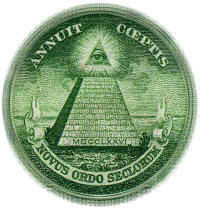 ANNUIT CŒPTIS
MDCCLXXVI
NOVUS ORDO SECLORUM